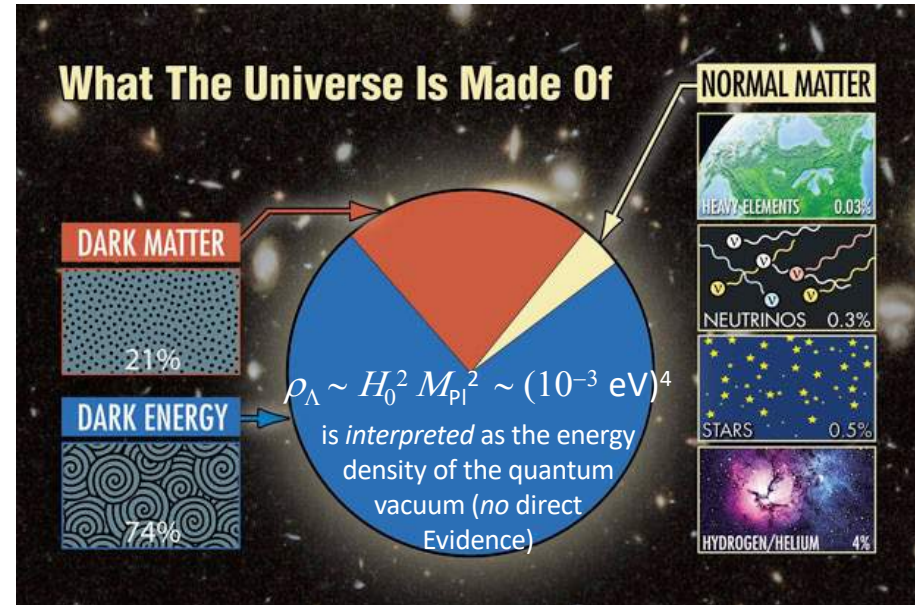 What The Universe Is Made Of
NORMAL MATTER
HEAVY ELEMENTS 0.03%
DARK MATTER
21%
ν ν ν ν ν ν
NEUTRINOS 0.3%
ρ_Λ ~ H₀² M_Pl² ~ (10⁻³ eV)⁴
is interpreted as the energy
density of the quantum
vacuum (no direct
Evidence)
DARK ENERGY
74%
STARS 0.5%
HYDROGEN/HELIUM 4%